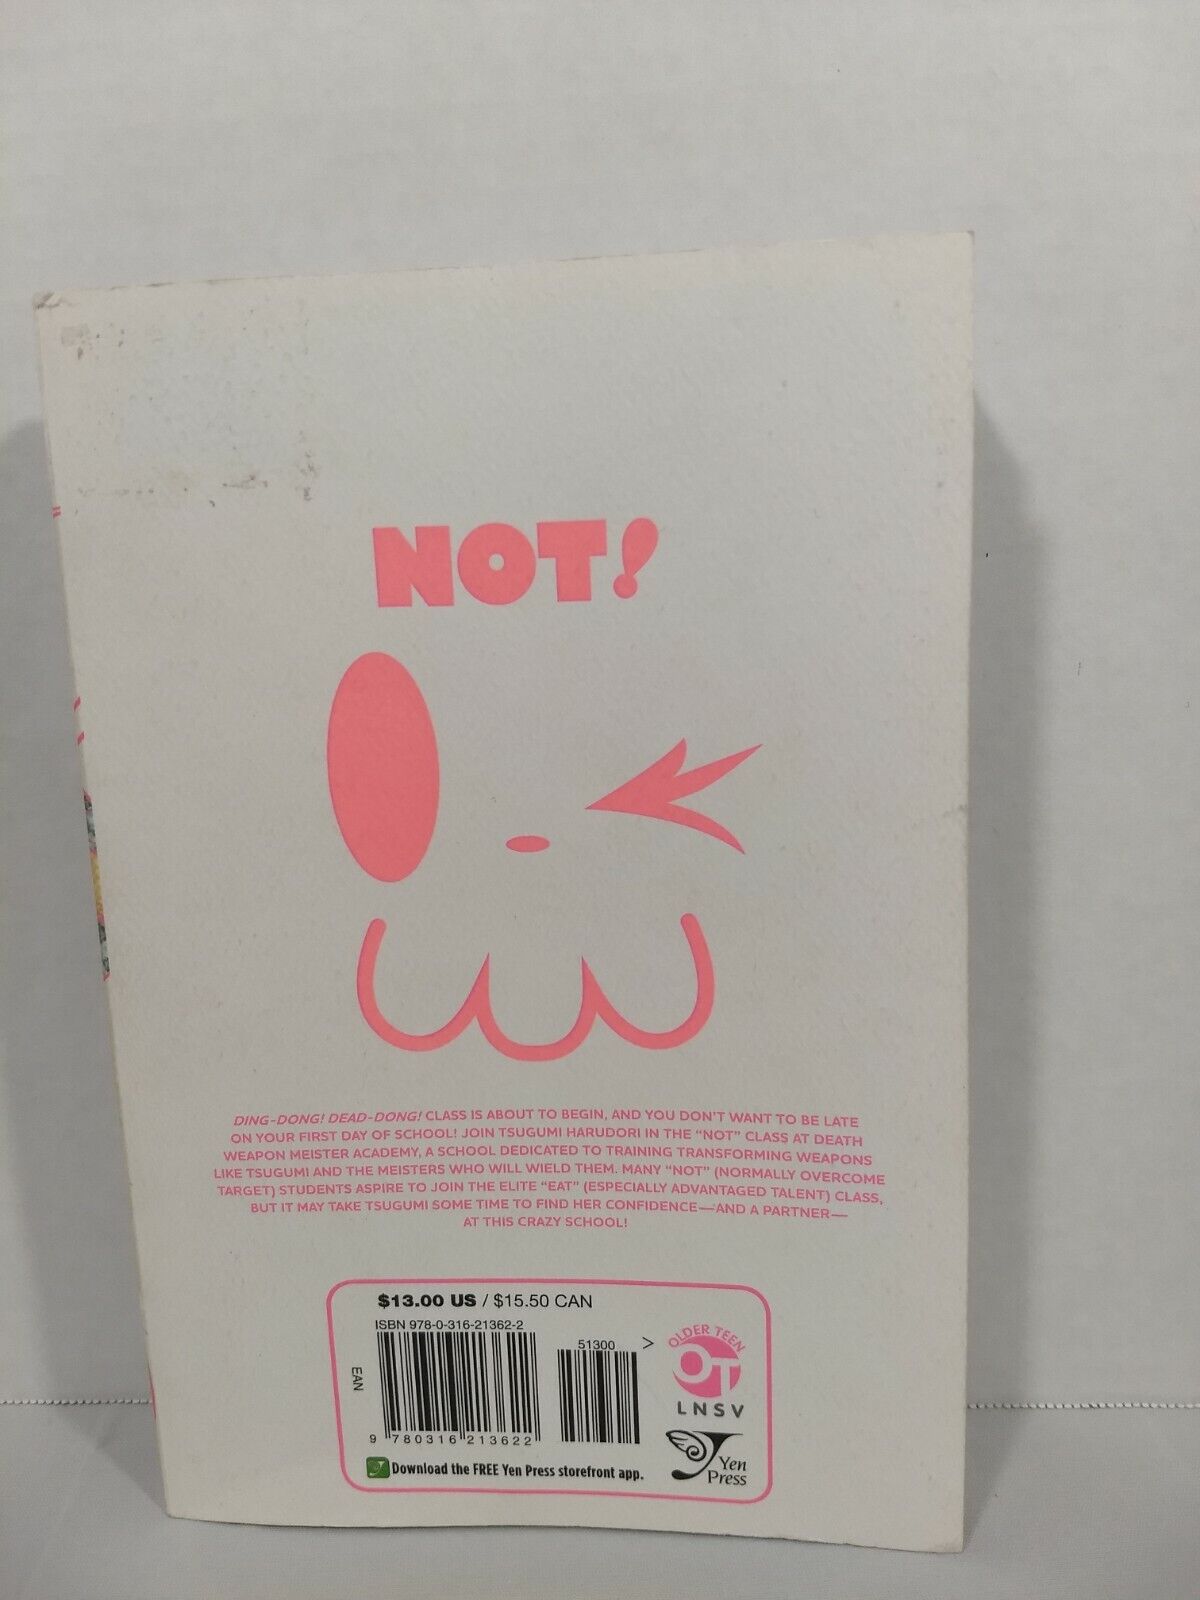 NOT!
DING-DONG! DEAD-DONG! CLASS IS ABOUT TO BEGIN, AND YOU DON'T WANT TO BE LATE
ON YOUR FIRST DAY OF SCHOOL! JOIN TSUGUMI HARUDORI IN THE "NOT" CLASS AT DEATH
WEAPON MEISTER ACADEMY, A SCHOOL DEDICATED TO TRAINING TRANSFORMING WEAPONS
LIKE TSUGUMI AND THE MEISTERS WHO WILL WIELD THEM. MANY "NOT" (NORMALLY OVERCOME
TARGET) STUDENTS ASPIRE TO JOIN THE ELITE "EAT" (ESPECIALLY ADVANTAGED TALENT) CLASS,
BUT IT MAY TAKE TSUGUMI SOME TIME TO FIND HER CONFIDENCE—AND A PARTNER—
AT THIS CRAZY SCHOOL!
$13.00 US / $15.50 CAN
ISBN 978-0-316-21362-2
51300 >
EAN
9 780316 213622
OLDER TEEN
OT
LNSV
Yen
Press
Download the FREE Yen Press storefront app.